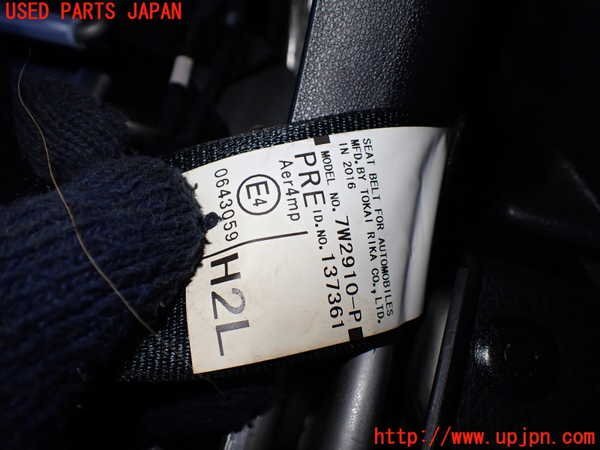 USED PARTS JAPAN
SEAT BELT FOR AUTOMOBILES
MFD. BY TOKAI RIKA CO., LTD.
IN 2016
MODEL NO. 7W2910-P
PRE ID.NO. 137361
Aer4mp
E4
0643059
H2L
http://www.upjpn.com/